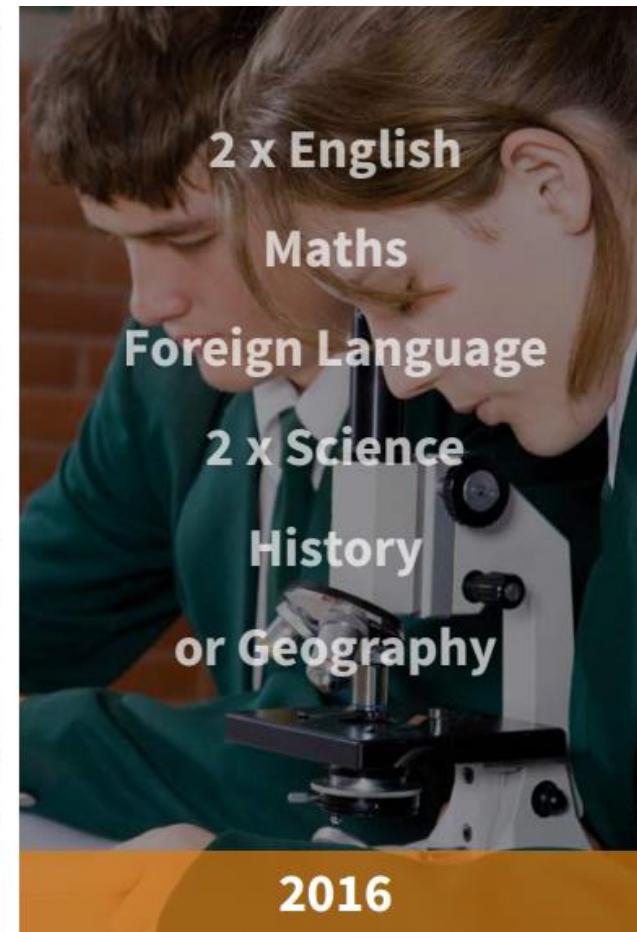 2 x English
Maths
Foreign Language
2 x Science
History
or Geography
2016